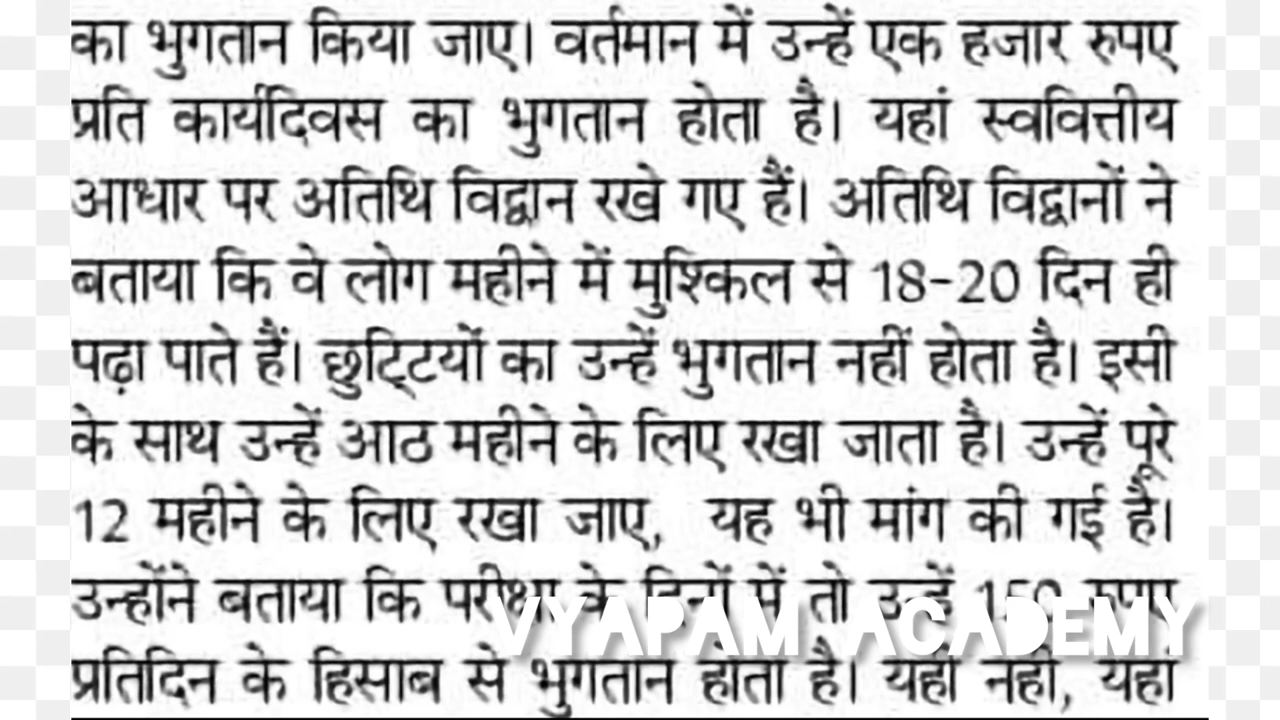 का भुगतान किया जाए। वर्तमान में उन्हें एक हजार रुपए
प्रति कार्यदिवस का भुगतान होता है। यहां स्ववित्तीय
आधार पर अतिथि विद्वान रखे गए हैं। अतिथि विद्वानों ने
बताया कि वे लोग महीने में मुश्किल से 18-20 दिन ही
पढ़ा पाते हैं। छुट्टियों का उन्हें भुगतान नहीं होता है। इसी
के साथ उन्हें आठ महीने के लिए रखा जाता है। उन्हें पूरे
12 महीने के लिए रखा जाए, यह भी मांग की गई है।
उन्होंने बताया कि परीक्षा के दिनों में तो उन्हें 150 रुपए
VYAPAM ACADEMY
प्रतिदिन के हिसाब से भुगतान होता है। यही नहीं, यहां